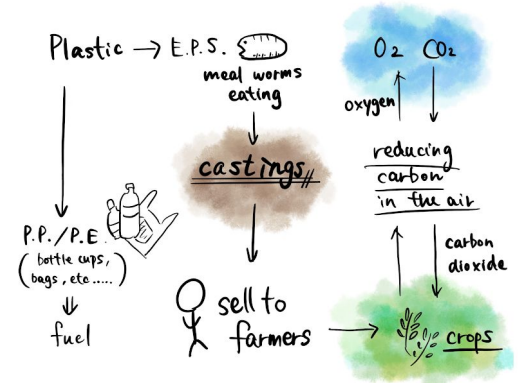 Plastic → E.P.S.
meal worms
eating
castings
sell to
farmers
P.P./P.E.
(bottle cups,
bags, etc.....)
fuel
O2 CO2
oxygen
reducing
carbon
in the air
carbon
dioxide
crops